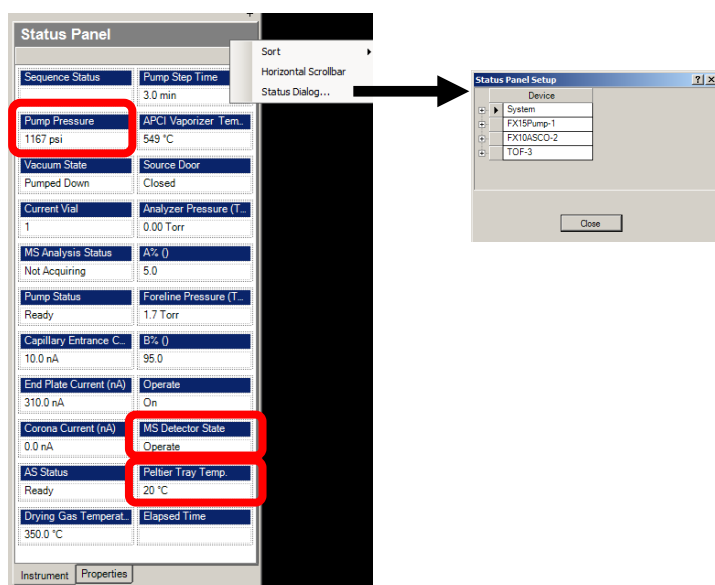 Status Panel
Sequence Status Pump Step Time
3.0 min
Pump Pressure APCI Vaporizer Tem..
1167 psi 549 °C
Vacuum State Source Door
Pumped Down Closed
Current Vial Analyzer Pressure (T...
1 0.00 Torr
MS Analysis Status A% ()
Not Acquiring 5.0
Pump Status Foreline Pressure (T...
Ready 1.7 Torr
Capillary Entrance C... B% ()
10.0 nA 95.0
End Plate Current (nA) Operate
310.0 nA On
Corona Current (nA) MS Detector State
0.0 nA Operate
AS Status Peltier Tray Temp.
Ready 20 °C
Drying Gas Temperat.. Elapsed Time
350.0 °C
Instrument Properties
Sort
Horizontal Scrollbar
Status Dialog...
Status Panel Setup
Device
System
FX15Pump-1
FX10ASCO-2
TOF-3
Close